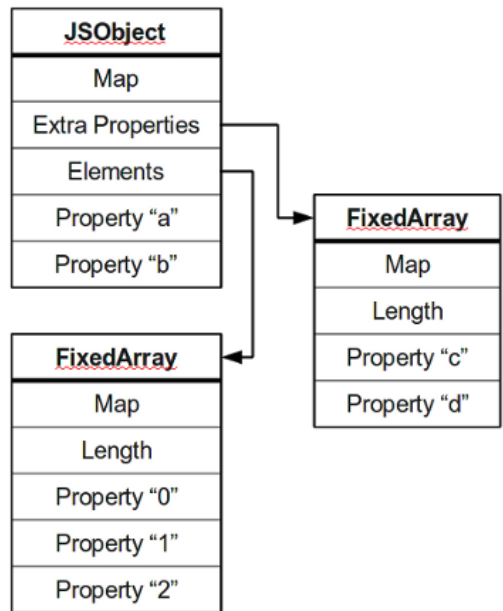 JSObject
Map
Extra Properties
Elements
Property “a”
Property “b”
FixedArray
Map
Length
Property “c”
Property “d”
FixedArray
Map
Length
Property “0”
Property “1”
Property “2”